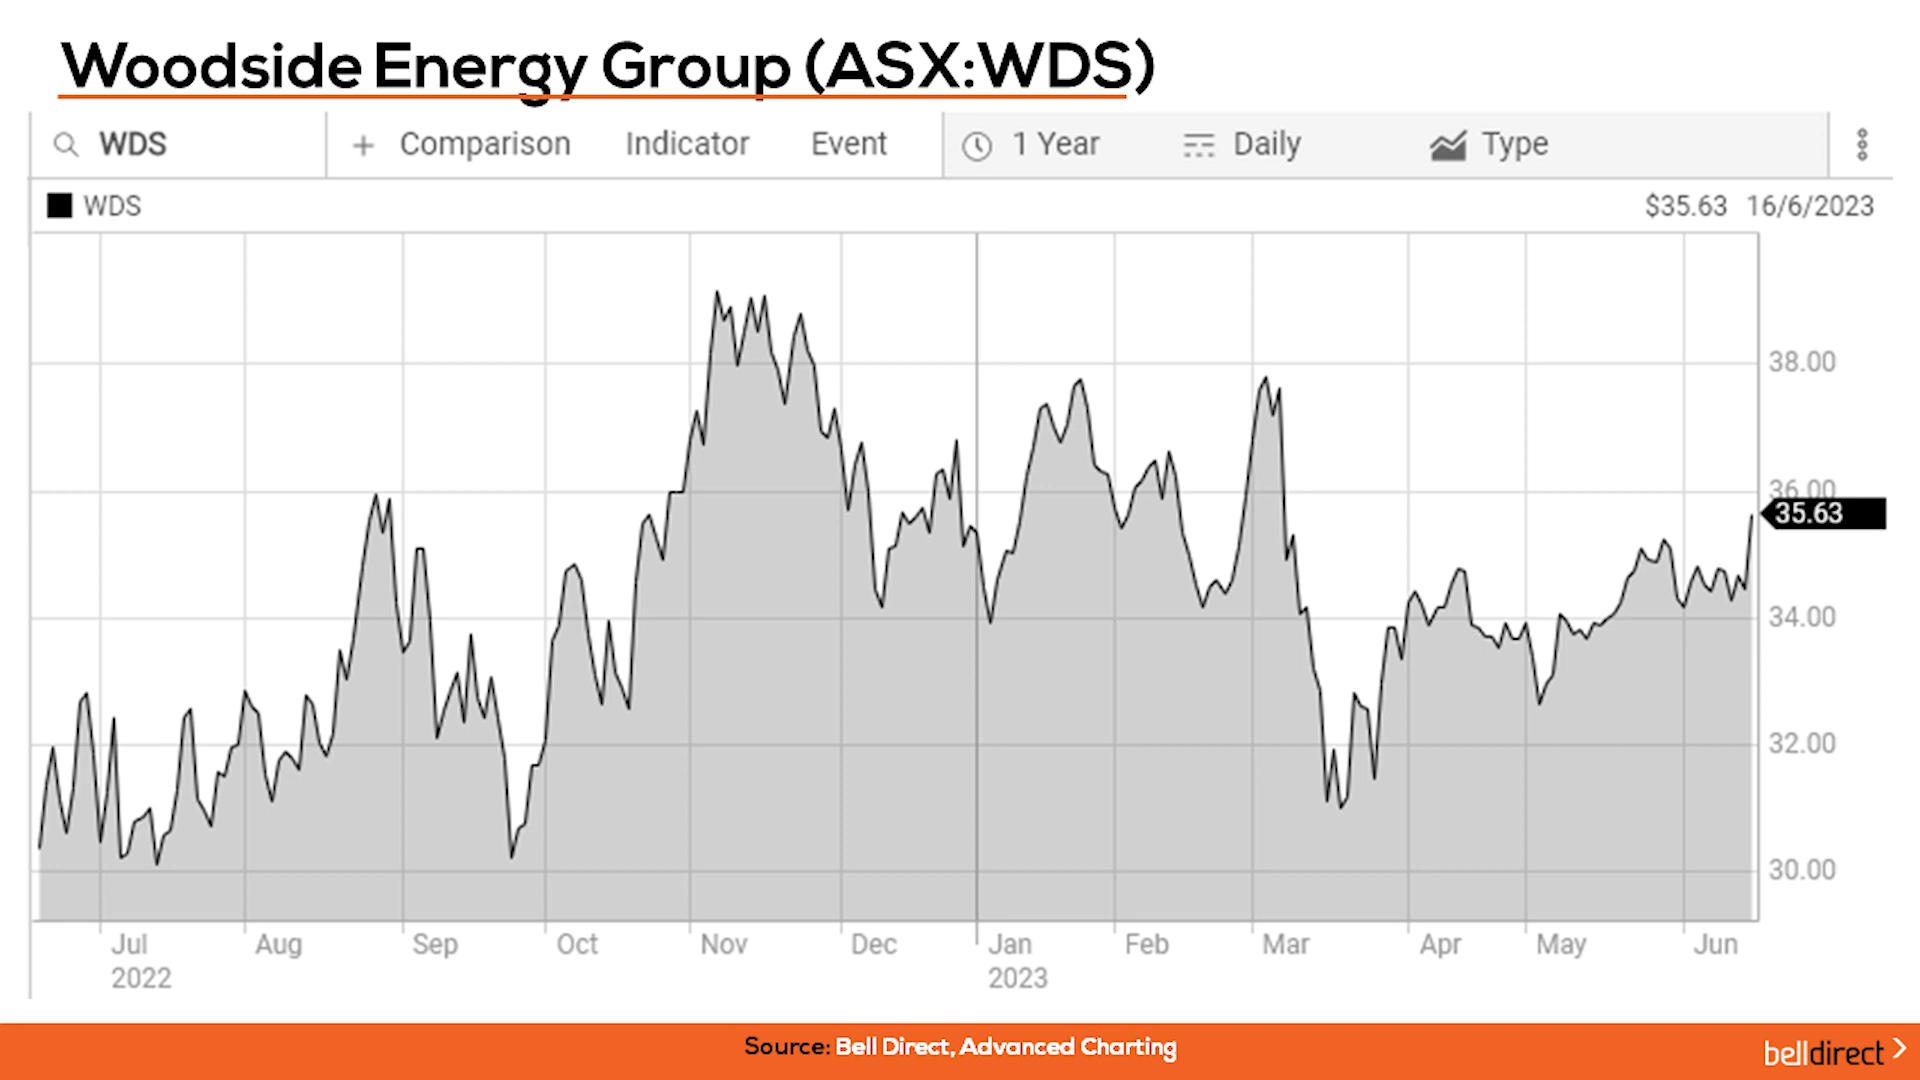 Woodside Energy Group (ASX:WDS)
WDS + Comparison Indicator Event 1 Year Daily Type
WDS $35.63 16/6/2023
38.00
36.00
35.63
34.00
32.00
30.00
Jul Aug Sep Oct Nov Dec Jan Feb Mar Apr May Jun
2022 2023
Source: Bell Direct, Advanced Charting
belldirect